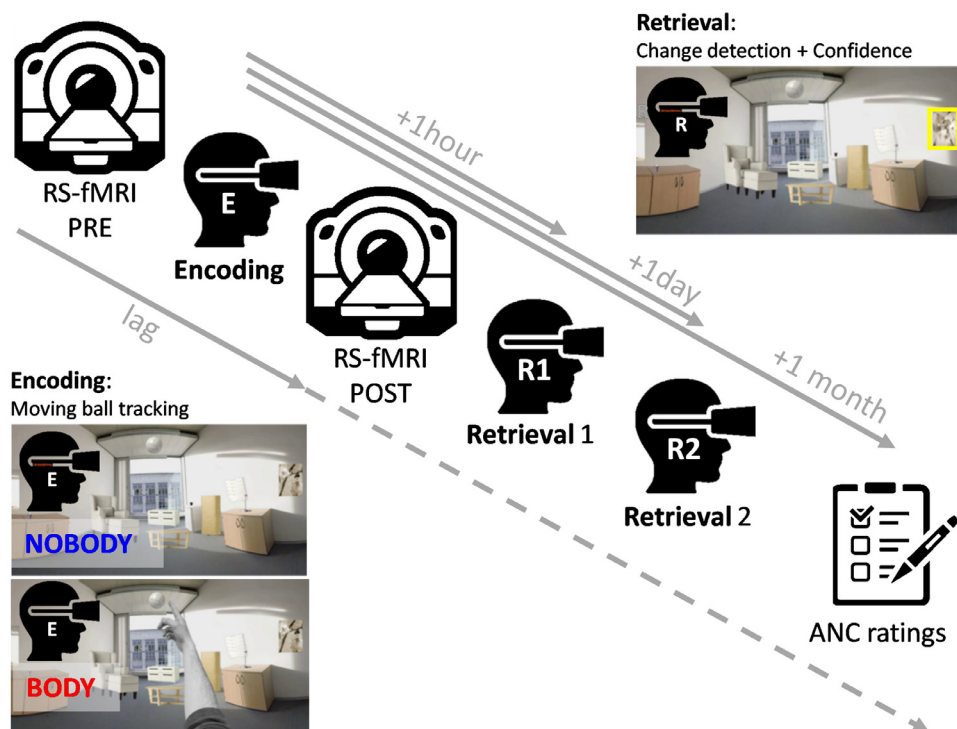 Retrieval:
Change detection + Confidence
R
+1hour
RS-fMRI
PRE
E
Encoding
+1day
lag
RS-fMRI
POST
R1
Retrieval 1
+1 month
R2
Retrieval 2
Encoding:
Moving ball tracking
E
NOBODY
E
BODY
ANC ratings